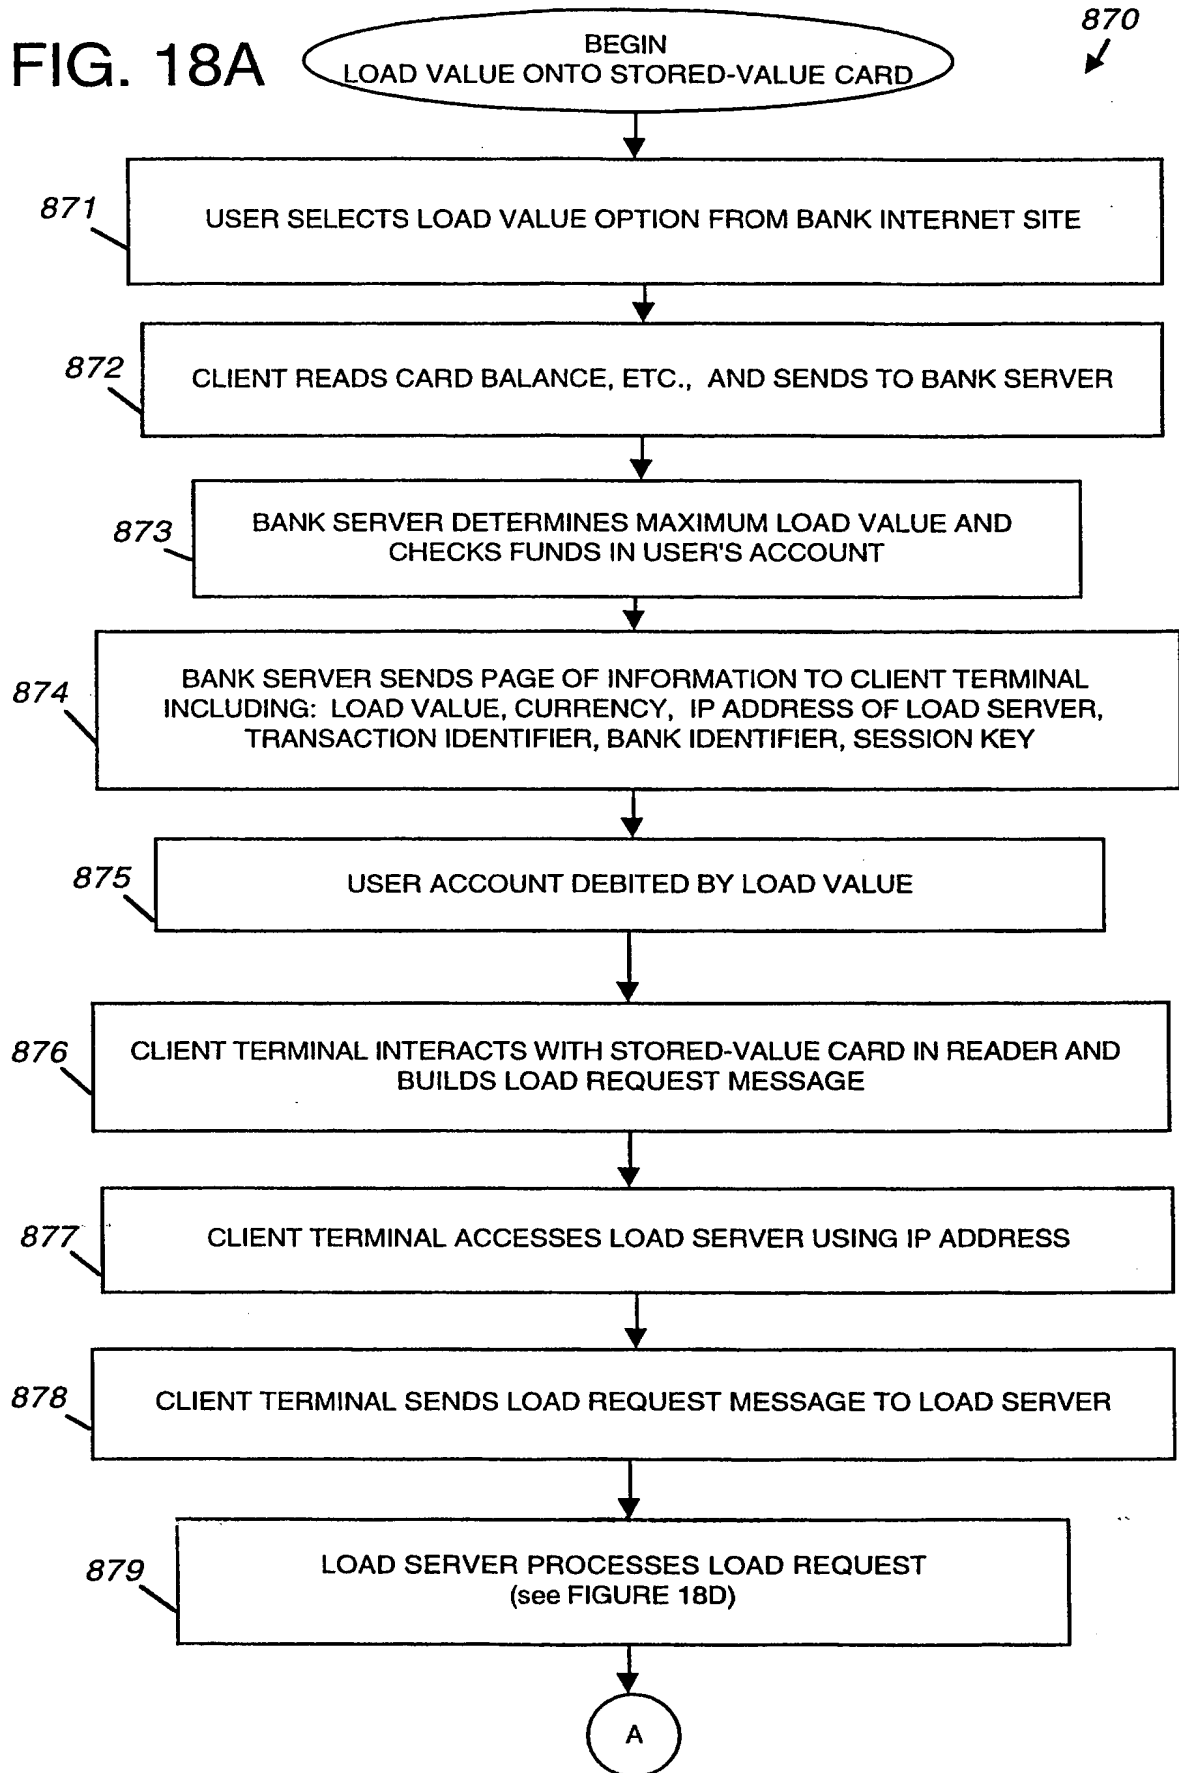 FIG. 18A
870
BEGIN
LOAD VALUE ONTO STORED-VALUE CARD
871
USER SELECTS LOAD VALUE OPTION FROM BANK INTERNET SITE
872
CLIENT READS CARD BALANCE, ETC., AND SENDS TO BANK SERVER
873
BANK SERVER DETERMINES MAXIMUM LOAD VALUE AND
CHECKS FUNDS IN USER'S ACCOUNT
874
BANK SERVER SENDS PAGE OF INFORMATION TO CLIENT TERMINAL
INCLUDING: LOAD VALUE, CURRENCY, IP ADDRESS OF LOAD SERVER,
TRANSACTION IDENTIFIER, BANK IDENTIFIER, SESSION KEY
875
USER ACCOUNT DEBITED BY LOAD VALUE
876
CLIENT TERMINAL INTERACTS WITH STORED-VALUE CARD IN READER AND
BUILDS LOAD REQUEST MESSAGE
877
CLIENT TERMINAL ACCESSES LOAD SERVER USING IP ADDRESS
878
CLIENT TERMINAL SENDS LOAD REQUEST MESSAGE TO LOAD SERVER
879
LOAD SERVER PROCESSES LOAD REQUEST
(see FIGURE 18D)
A